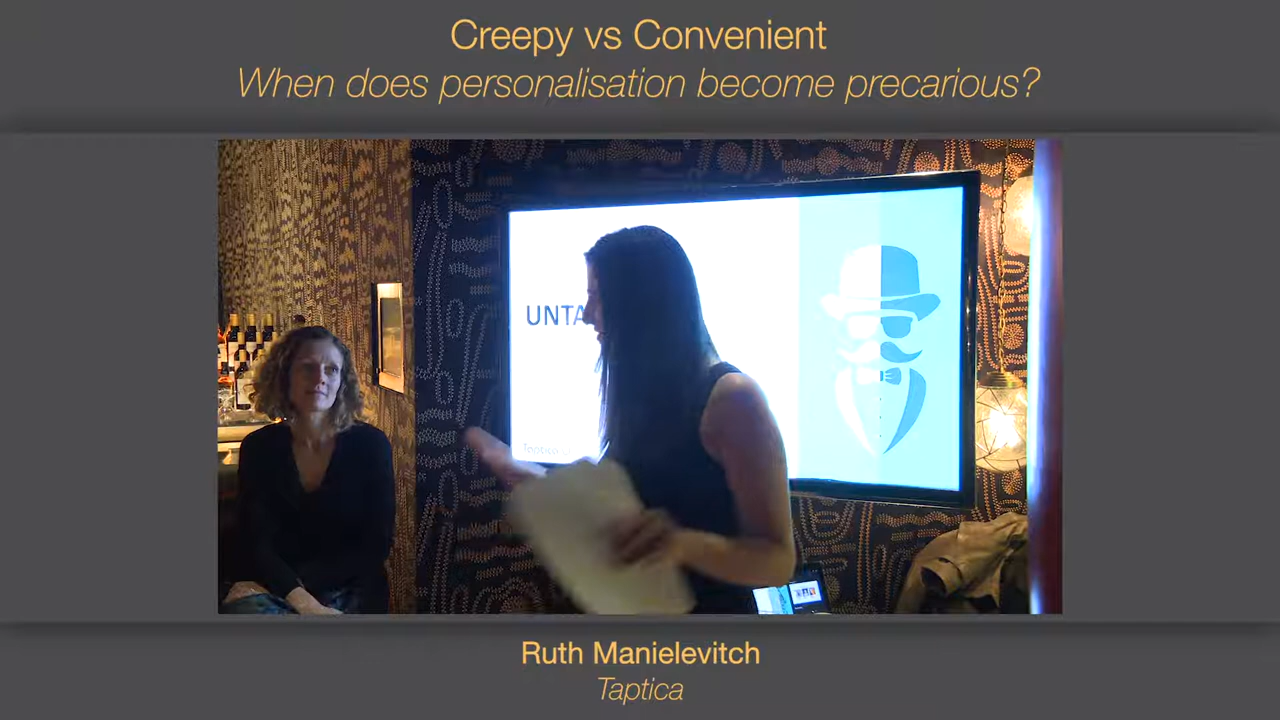 Creepy vs Convenient
When does personalisation become precarious?
UNTA
Ruth Manielevitch
Taptica